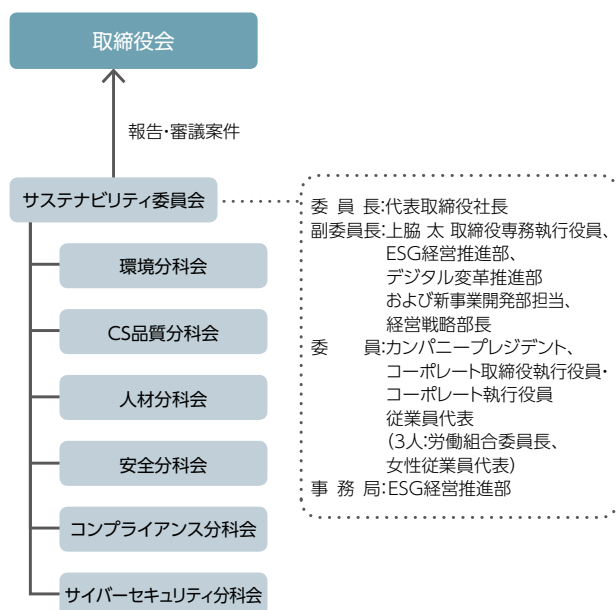 取締役会
報告・審議案件
サステナビリティ委員会
環境分科会
CS品質分科会
人材分科会
安全分科会
コンプライアンス分科会
サイバーセキュリティ分科会
委員長:代表取締役社長
副委員長:上脇 太 取締役専務執行役員、
ESG経営推進部、
デジタル変革推進部
および新事業開発部担当、
経営戦略部長
委員:カンパニープレジデント、
コーポレート取締役執行役員・
コーポレート執行役員
従業員代表
(3人:労働組合委員長、
女性従業員代表)
事務局:ESG経営推進部